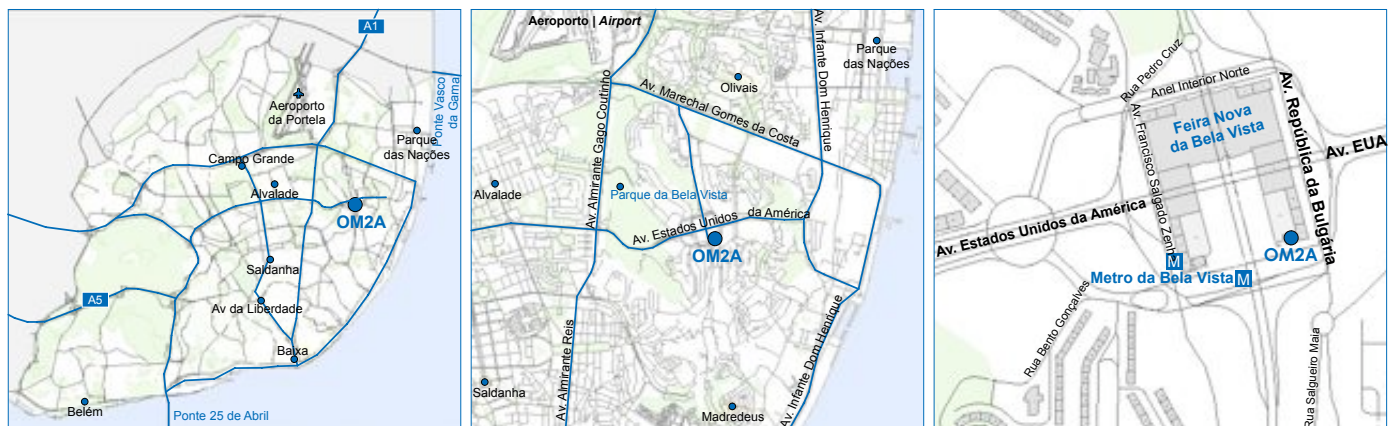 A1
Aeroporto
da Portela
Ponte Vasco
da Gama
Parque
das Nações
Campo Grande
Alvalade
OM2A
Saldanha
A5
Av da Liberdade
Baixa
Belém
Ponte 25 de Abril
Aeroporto | Airport
Av. Infante Dom Henrique
Parque
das Nações
Olivais
Av. Almirante Gago Coutinho
Av. Marechal Gomes da Costa
Alvalade
Parque da Bela Vista
Av. Estados Unidos da América
OM2A
Av. Almirante Reis
Av. Infante Dom Henrique
Saldanha
Madredeus
Rua Pedro Cruz
Anel Interior Norte
Av. República da Bulgária
Feira Nova
da Bela Vista
Av. Francisco Salgado Zenha
Av. EUA
Av. Estados Unidos da América
OM2A
M
Metro da Bela Vista
M
Rua Bento Gonçalves
Rua Salgueiro Maia